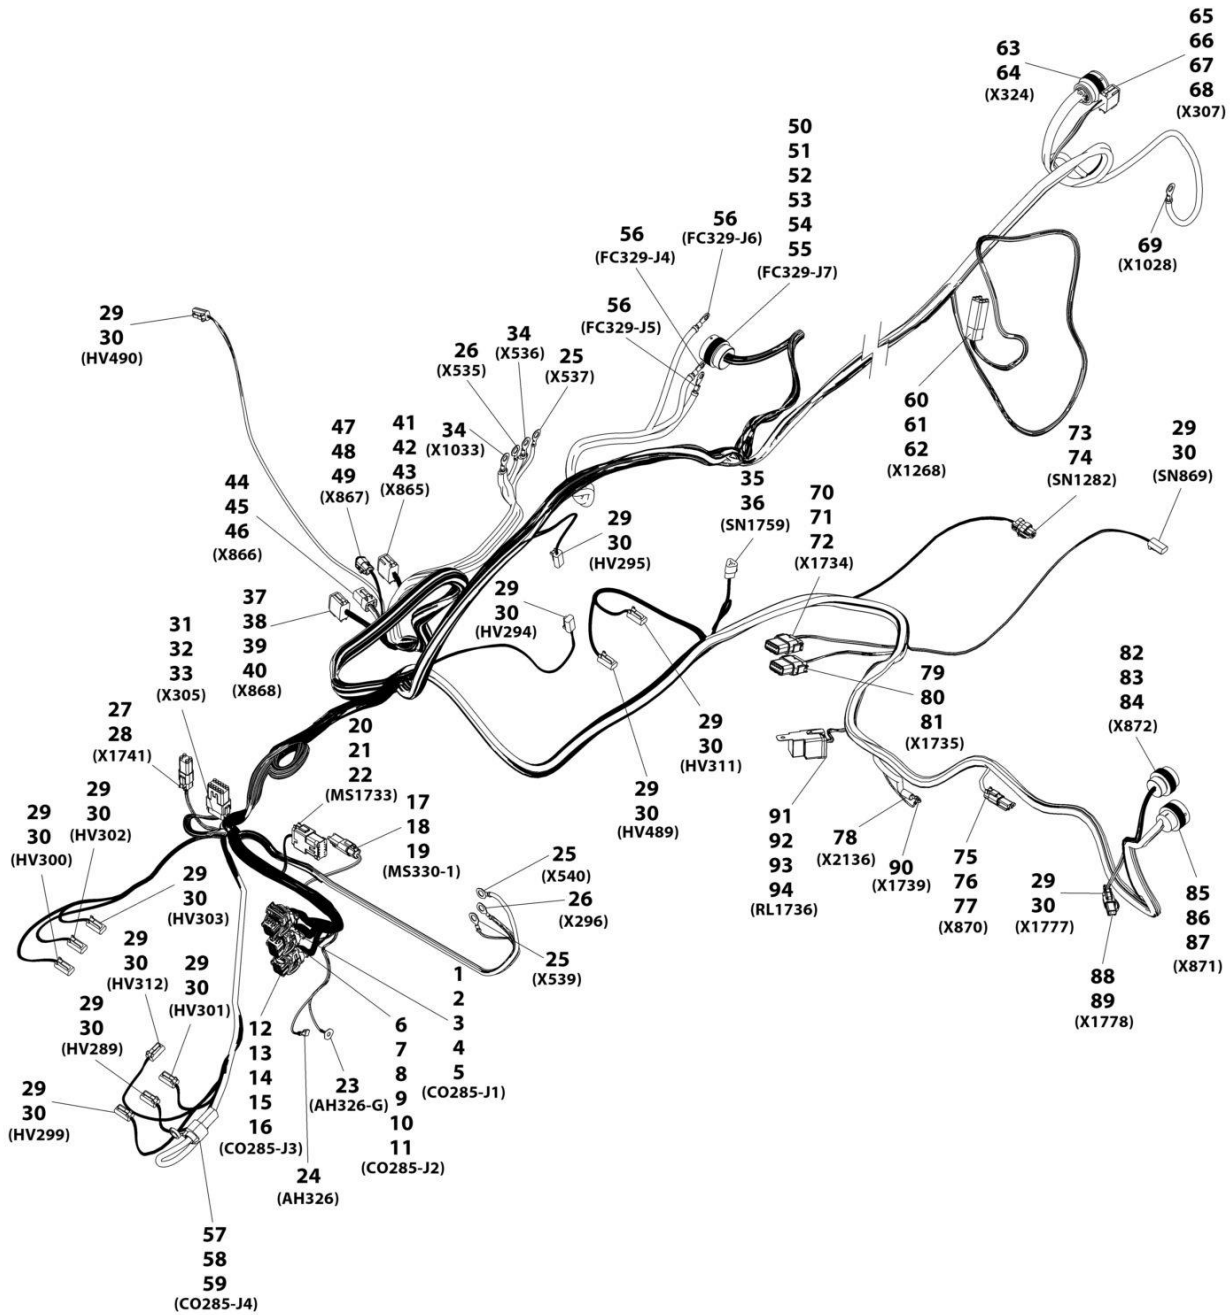 65
66
67
68
(X307)
63
64
(X324)
50
51
52
53
54
55
(FC329-J7)
56
(FC329-J6)
56
(FC329-J4)
56
(FC329-J5)
69
(X1028)
29
30
(HV490)
34
(X536)
26
(X535)
25
(X537)
34
(X1033)
47
48
49
(X867)
41
42
43
(X865)
44
45
46
(X866)
60
61
62
(X1268)
73
74
(SN1282)
29
30
(SN869)
35
36
(SN1759)
70
71
72
(X1734)
29
30
(HV295)
29
30
(HV294)
37
38
39
40
(X868)
31
32
33
(X305)
27
28
(X1741)
20
21
22
(MS1733)
17
18
19
(MS330-1)
29
30
(HV311)
29
30
(HV489)
79
80
81
(X1735)
82
83
84
(X872)
91
92
93
94
(RL1736)
78
(X2136)
90
(X1739)
75
76
77
(X870)
29
30
(X1777)
85
86
87
(X871)
88
89
(X1778)
29
30
(HV302)
29
30
(HV300)
29
30
(HV303)
25
(X540)
26
(X296)
25
(X539)
29
30
(HV312)
29
30
(HV301)
29
30
(HV289)
29
30
(HV299)
12
13
14
15
16
(CO285-J3)
1
2
3
4
5
(CO285-J1)
6
7
8
9
10
11
(CO285-J2)
23
(AH326-G)
24
(AH326)
57
58
59
(CO285-J4)